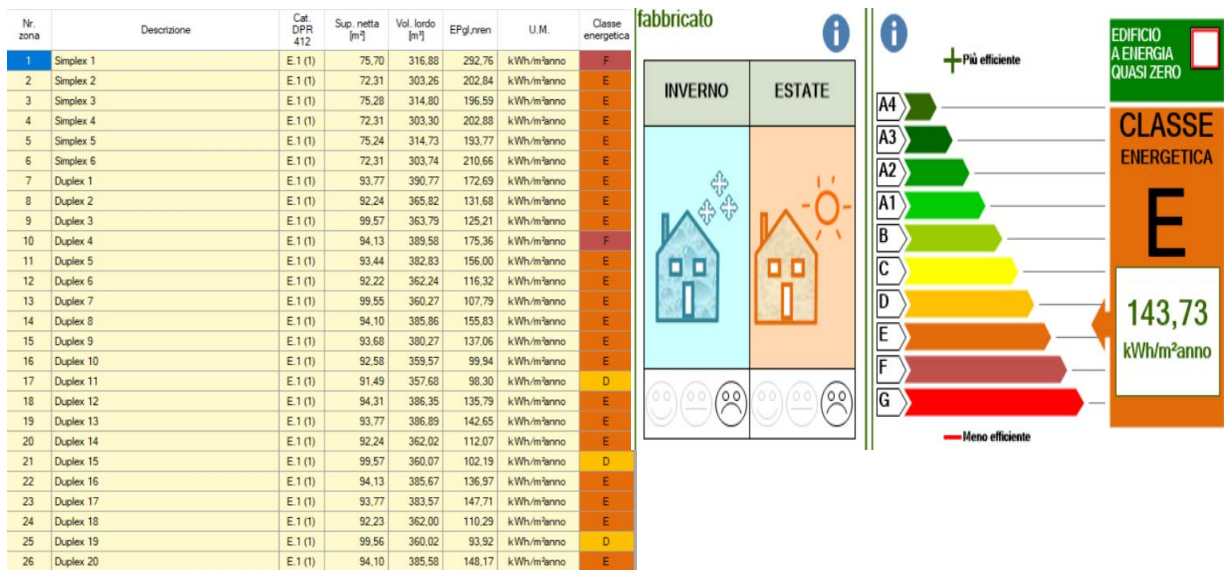 Nr. zona Descrizione Cat. DPR 412 Sup. netta [m²] Vol. lordo [m³] EPgl,nren U.M. Classe energetica
1 Simplex 1 E.1 (1) 75,70 316,88 292,76 kWh/m²anno F
2 Simplex 2 E.1 (1) 72,31 303,26 202,84 kWh/m²anno E
3 Simplex 3 E.1 (1) 75,28 314,80 196,59 kWh/m²anno E
4 Simplex 4 E.1 (1) 72,31 303,30 202,88 kWh/m²anno E
5 Simplex 5 E.1 (1) 75,24 314,73 193,77 kWh/m²anno E
6 Simplex 6 E.1 (1) 72,31 303,74 210,66 kWh/m²anno E
7 Duplex 1 E.1 (1) 93,77 390,77 172,69 kWh/m²anno E
8 Duplex 2 E.1 (1) 92,24 365,82 131,68 kWh/m²anno E
9 Duplex 3 E.1 (1) 99,57 363,79 125,21 kWh/m²anno E
10 Duplex 4 E.1 (1) 94,13 389,58 175,36 kWh/m²anno F
11 Duplex 5 E.1 (1) 93,44 382,83 156,00 kWh/m²anno E
12 Duplex 6 E.1 (1) 92,22 362,24 116,32 kWh/m²anno E
13 Duplex 7 E.1 (1) 99,55 360,27 107,79 kWh/m²anno E
14 Duplex 8 E.1 (1) 94,10 385,86 155,83 kWh/m²anno E
15 Duplex 9 E.1 (1) 93,68 380,27 137,06 kWh/m²anno E
16 Duplex 10 E.1 (1) 92,58 359,57 99,94 kWh/m²anno E
17 Duplex 11 E.1 (1) 91,49 357,68 98,30 kWh/m²anno D
18 Duplex 12 E.1 (1) 94,31 386,35 135,79 kWh/m²anno E
19 Duplex 13 E.1 (1) 93,77 386,89 142,65 kWh/m²anno E
20 Duplex 14 E.1 (1) 92,24 362,02 112,07 kWh/m²anno E
21 Duplex 15 E.1 (1) 99,57 360,07 102,19 kWh/m²anno D
22 Duplex 16 E.1 (1) 94,13 385,67 136,97 kWh/m²anno E
23 Duplex 17 E.1 (1) 93,77 383,57 147,71 kWh/m²anno E
24 Duplex 18 E.1 (1) 92,23 362,00 110,29 kWh/m²anno E
25 Duplex 19 E.1 (1) 99,56 360,02 93,92 kWh/m²anno D
26 Duplex 20 E.1 (1) 94,10 385,58 148,17 kWh/m²anno E
fabbricato
i
INVERNO ESTATE
i
Più efficiente
A4
A3
A2
A1
B
C
D
E
F
G
Meno efficiente
EDIFICIO
A ENERGIA
QUASI ZERO
CLASSE
ENERGETICA
E
143,73
kWh/m²anno